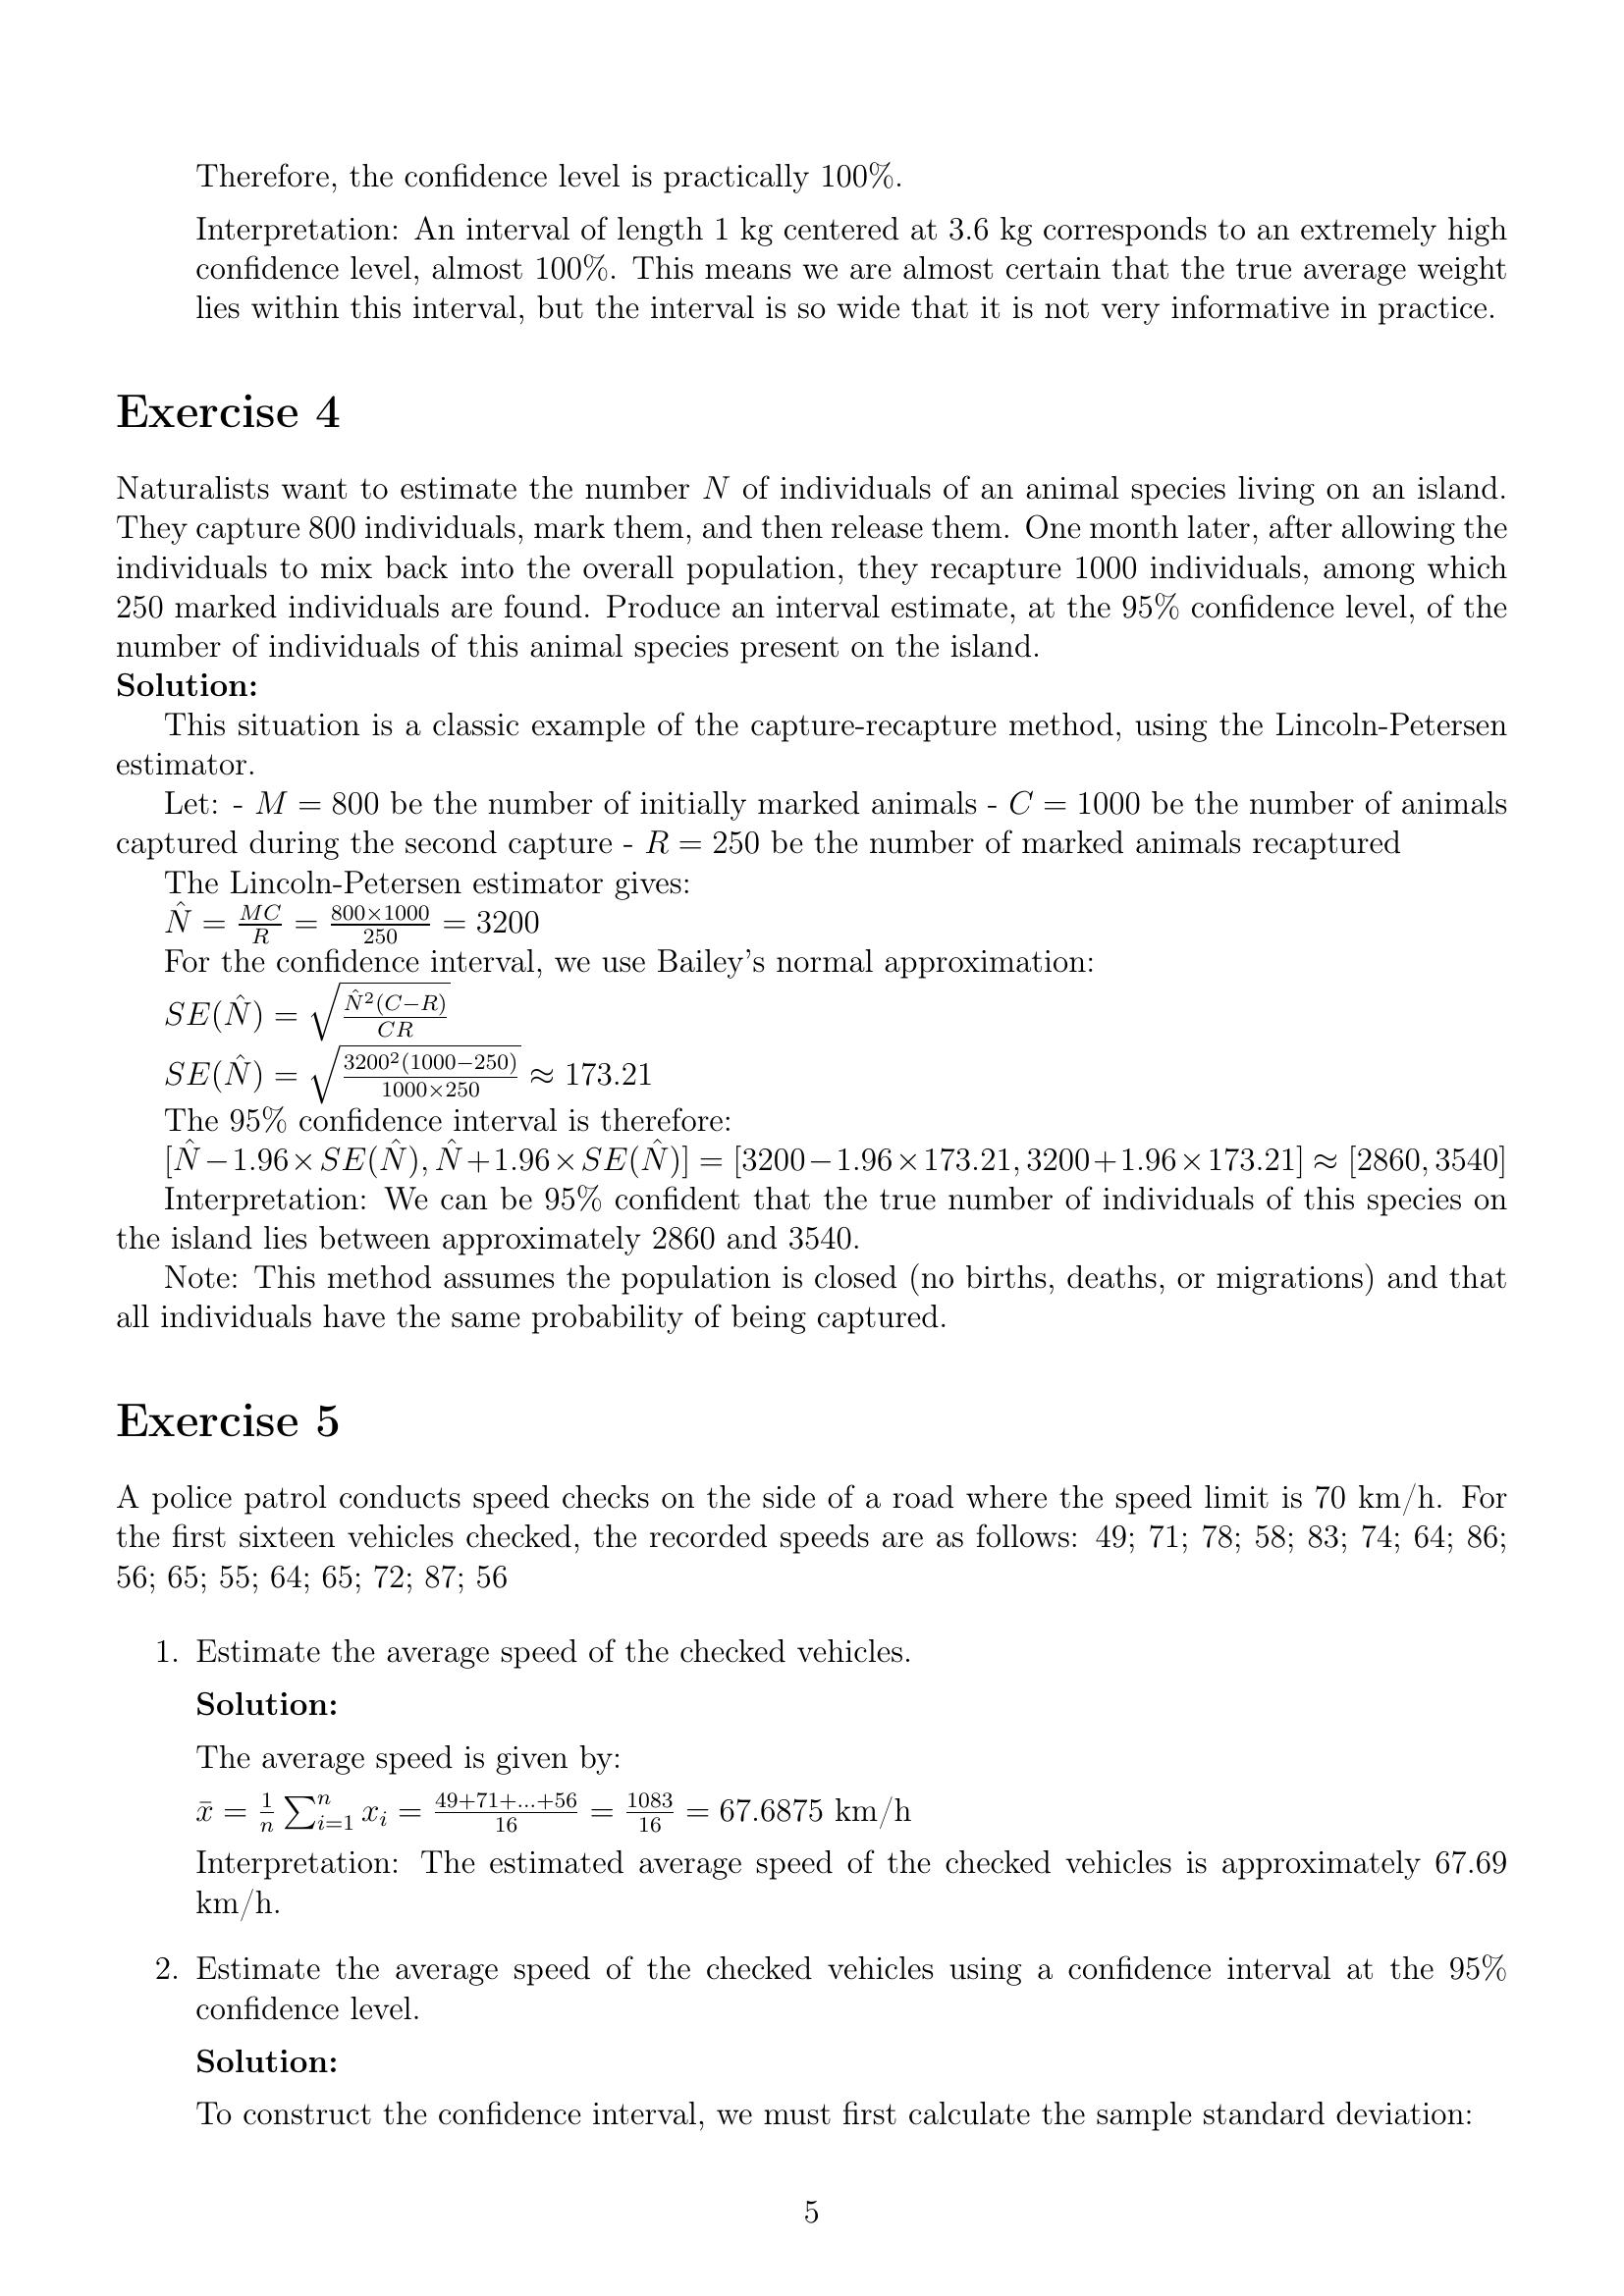 Therefore, the confidence level is practically 100%.
Interpretation: An interval of length 1 kg centered at 3.6 kg corresponds to an extremely high
confidence level, almost 100%. This means we are almost certain that the true average weight
lies within this interval, but the interval is so wide that it is not very informative in practice.
Exercise 4
Naturalists want to estimate the number N of individuals of an animal species living on an island.
They capture 800 individuals, mark them, and then release them. One month later, after allowing the
individuals to mix back into the overall population, they recapture 1000 individuals, among which
250 marked individuals are found. Produce an interval estimate, at the 95% confidence level, of the
number of individuals of this animal species present on the island.
Solution:
This situation is a classic example of the capture-recapture method, using the Lincoln-Petersen
estimator.
Let: - M = 800 be the number of initially marked animals - C = 1000 be the number of animals
captured during the second capture - R = 250 be the number of marked animals recaptured
The Lincoln-Petersen estimator gives:
$\hat{N} = \frac{MC}{R} = \frac{800 \times 1000}{250} = 3200$
For the confidence interval, we use Bailey's normal approximation:
$SE(\hat{N}) = \sqrt{\frac{\hat{N}^2(C-R)}{CR}}$
$SE(\hat{N}) = \sqrt{\frac{3200^2(1000-250)}{1000 \times 250}} \approx 173.21$
The 95% confidence interval is therefore:
$[\hat{N} - 1.96 \times SE(\hat{N}), \hat{N} + 1.96 \times SE(\hat{N})] = [3200 - 1.96 \times 173.21, 3200 + 1.96 \times 173.21] \approx [2860, 3540]$
Interpretation: We can be 95% confident that the true number of individuals of this species on
the island lies between approximately 2860 and 3540.
Note: This method assumes the population is closed (no births, deaths, or migrations) and that
all individuals have the same probability of being captured.
Exercise 5
A police patrol conducts speed checks on the side of a road where the speed limit is 70 km/h. For
the first sixteen vehicles checked, the recorded speeds are as follows: 49; 71; 78; 58; 83; 74; 64; 86;
56; 65; 55; 64; 65; 72; 87; 56
1. Estimate the average speed of the checked vehicles.
Solution:
The average speed is given by:
$\bar{x} = \frac{1}{n} \sum_{i=1}^{n} x_i = \frac{49+71+...+56}{16} = \frac{1083}{16} = 67.6875$ km/h
Interpretation: The estimated average speed of the checked vehicles is approximately 67.69
km/h.
2. Estimate the average speed of the checked vehicles using a confidence interval at the 95%
confidence level.
Solution:
To construct the confidence interval, we must first calculate the sample standard deviation:
5